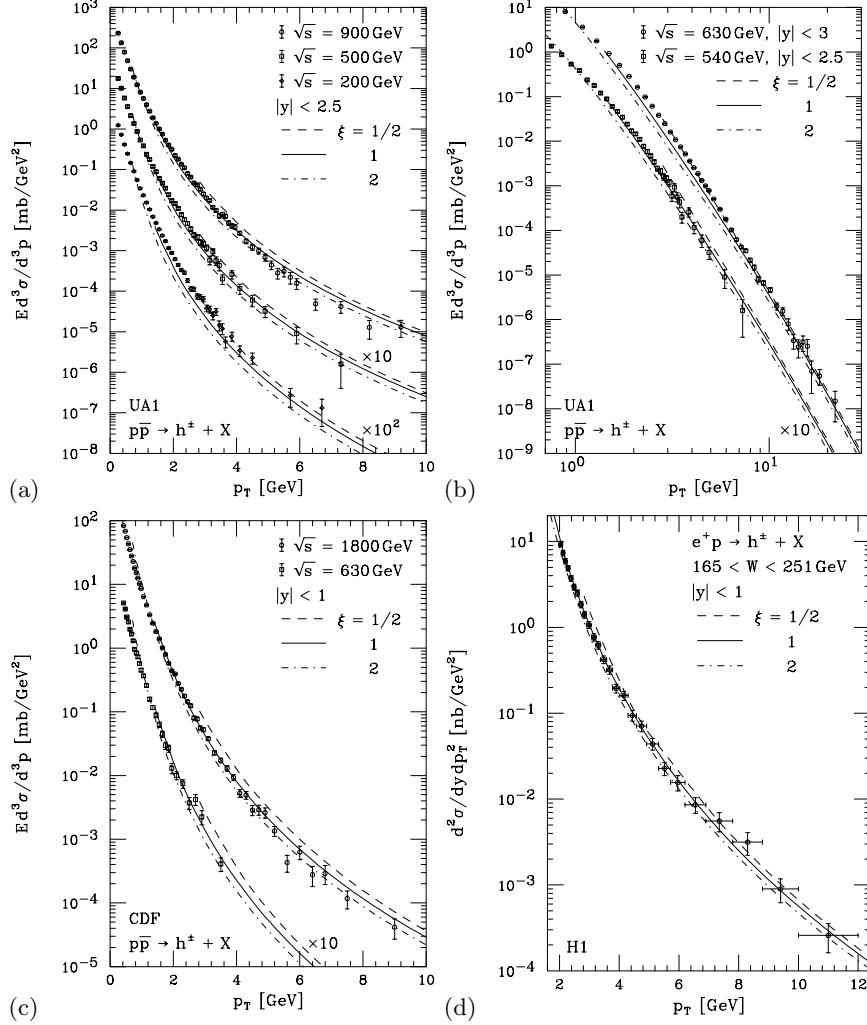 10³
10²
10¹
10⁰
10⁻¹
10⁻²
10⁻³
10⁻⁴
10⁻⁵
10⁻⁶
10⁻⁷
10⁻⁸
Ed³σ/d³p [mb/GeV²]
√s = 900 GeV
√s = 500 GeV
√s = 200 GeV
|y| < 2.5
ξ = 1/2
1
2
×10
UA1
pp̅ → h± + X
×10²
0 2 4 6 8 10
(a)
p_T [GeV]
10¹
10⁰
10⁻¹
10⁻²
10⁻³
10⁻⁴
10⁻⁵
10⁻⁶
10⁻⁷
10⁻⁸
10⁻⁹
Ed³σ/d³p [mb/GeV²]
√s = 630 GeV, |y| < 3
√s = 540 GeV, |y| < 2.5
ξ = 1/2
1
2
UA1
pp̅ → h± + X
×10
10⁰ 10¹
(b)
p_T [GeV]
10²
10¹
10⁰
10⁻¹
10⁻²
10⁻³
10⁻⁴
10⁻⁵
Ed³σ/d³p [mb/GeV²]
√s = 1800 GeV
√s = 630 GeV
|y| < 1
ξ = 1/2
1
2
CDF
pp̅ → h± + X
×10
0 2 4 6 8 10
(c)
p_T [GeV]
10¹
10⁰
10⁻¹
10⁻²
10⁻³
10⁻⁴
d²σ/dydp_T² [nb/GeV²]
e⁺p → h± + X
165 < W < 251 GeV
|y| < 1
ξ = 1/2
1
2
H1
2 4 6 8 10 12
(d)
p_T [GeV]